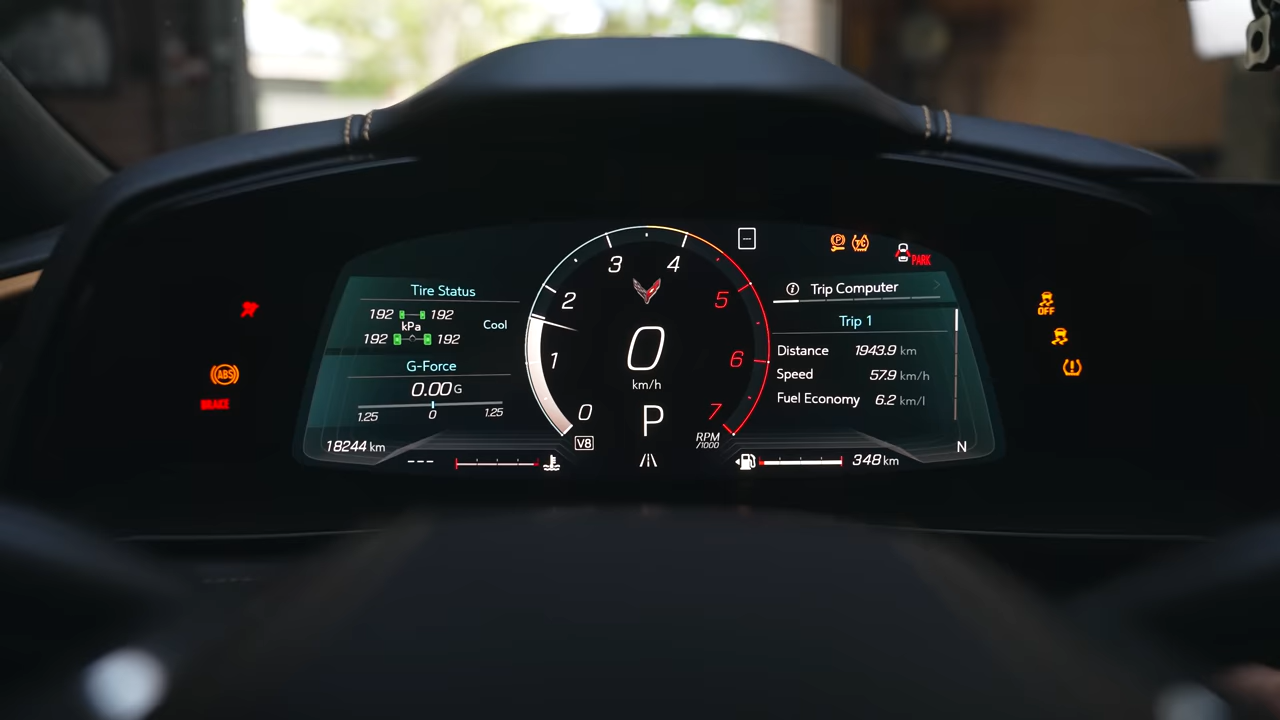 Tire Status
192 192
kPa
192 192
Cool
G-Force
0.00 G
1.25 0 1.25
18244 km
---
ABS
BRAKE
0
1
2
3
4
5
6
7
RPM
/1000
V8
0
km/h
P
Trip Computer
Trip 1
Distance 1943.9 km
Speed 57.9 km/h
Fuel Economy 6.2 km/l
348 km
N
P
TC
PARK
OFF